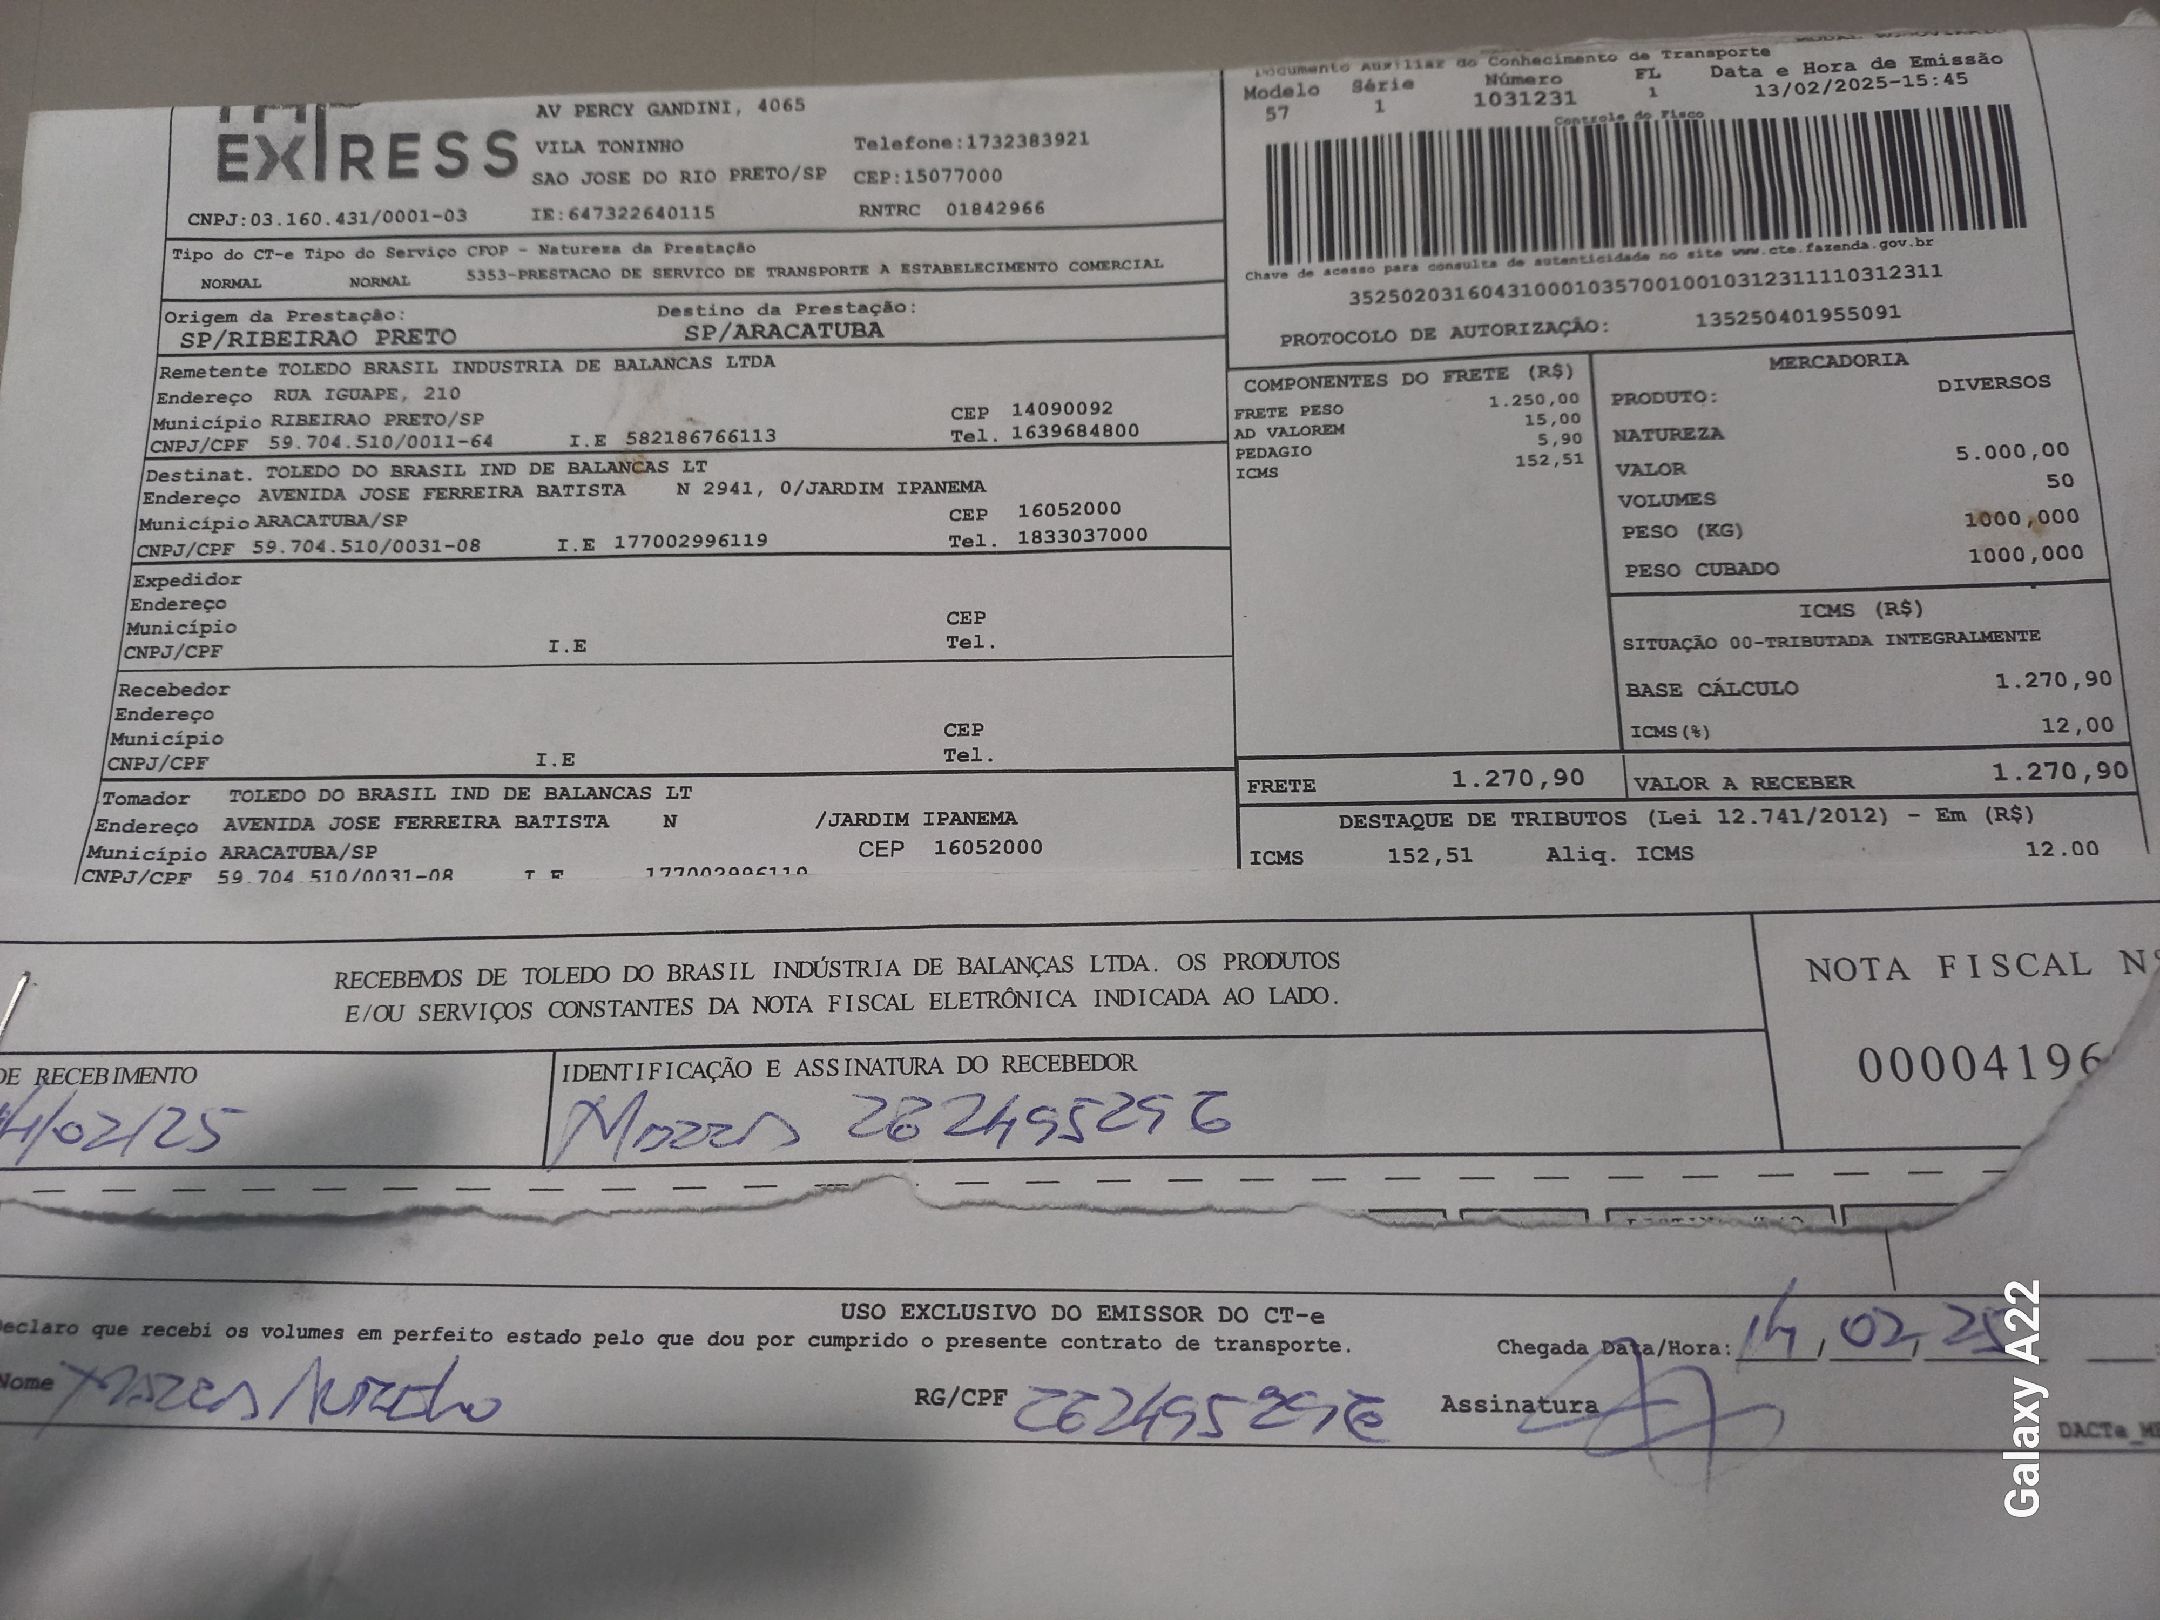 EXPRESS
AV PERCY GANDINI, 4065
VILA TONINHO Telefone:1732383921
SAO JOSE DO RIO PRETO/SP CEP:15077000
CNPJ:03.160.431/0001-03 IE:647322640115 RNTRC 01842966
Tipo do CT-e Tipo do Serviço CFOP - Natureza da Prestação
NORMAL NORMAL 5353-PRESTACAO DE SERVICO DE TRANSPORTE A ESTABELECIMENTO COMERCIAL
Origem da Prestação: Destino da Prestação:
SP/RIBEIRAO PRETO SP/ARACATUBA
Remetente TOLEDO BRASIL INDUSTRIA DE BALANCAS LTDA
Endereço RUA IGUAPE, 210
Município RIBEIRAO PRETO/SP CEP 14090092
CNPJ/CPF 59.704.510/0011-64 I.E 582186766113 Tel. 1639684800
Destinat. TOLEDO DO BRASIL IND DE BALANCAS LT
Endereço AVENIDA JOSE FERREIRA BATISTA N 2941, 0/JARDIM IPANEMA
Município ARACATUBA/SP CEP 16052000
CNPJ/CPF 59.704.510/0031-08 I.E 177002996119 Tel. 1833037000
Expedidor
Endereço
Município CEP
CNPJ/CPF I.E Tel.
Recebedor
Endereço
Município CEP
CNPJ/CPF I.E Tel.
Tomador TOLEDO DO BRASIL IND DE BALANCAS LT
Endereço AVENIDA JOSE FERREIRA BATISTA N /JARDIM IPANEMA
Município ARACATUBA/SP CEP 16052000
CNPJ/CPF 59.704.510/0031-08 I.E 177002996119
Documento Auxiliar do Conhecimento de Transporte
Modelo Série Número FL Data e Hora de Emissão
57 1 1031231 1 13/02/2025-15:45
Controle do Fisco
Chave de acesso para consulta de autenticidade no site www.cte.fazenda.gov.br
35250203160431000103570010010312311110312311
PROTOCOLO DE AUTORIZAÇÃO: 135250401955091
COMPONENTES DO FRETE (R$)
FRETE PESO 1.250,00
AD VALOREM 15,00
PEDAGIO 5,90
ICMS 152,51
MERCADORIA
PRODUTO: DIVERSOS
NATUREZA
VALOR 5.000,00
VOLUMES 50
PESO (KG) 1000,000
PESO CUBADO 1000,000
ICMS (R$)
SITUAÇÃO 00-TRIBUTADA INTEGRALMENTE
BASE CÁLCULO 1.270,90
ICMS(%) 12,00
FRETE 1.270,90 VALOR A RECEBER 1.270,90
DESTAQUE DE TRIBUTOS (Lei 12.741/2012) - Em (R$)
ICMS 152,51 Aliq. ICMS 12.00
RECEBEMOS DE TOLEDO DO BRASIL INDÚSTRIA DE BALANÇAS LTDA. OS PRODUTOS
E/OU SERVIÇOS CONSTANTES DA NOTA FISCAL ELETRÔNICA INDICADA AO LADO.
NOTA FISCAL Nº
00004196
DE RECEBIMENTO IDENTIFICAÇÃO E ASSINATURA DO RECEBEDOR
14/02/25 262495296
USO EXCLUSIVO DO EMISSOR DO CT-e
Declaro que recebi os volumes em perfeito estado pelo que dou por cumprido o presente contrato de transporte.
Chegada Data/Hora: 14, 02, 25
Nome RG/CPF 262495296 Assinatura
DACTe
Galaxy A22